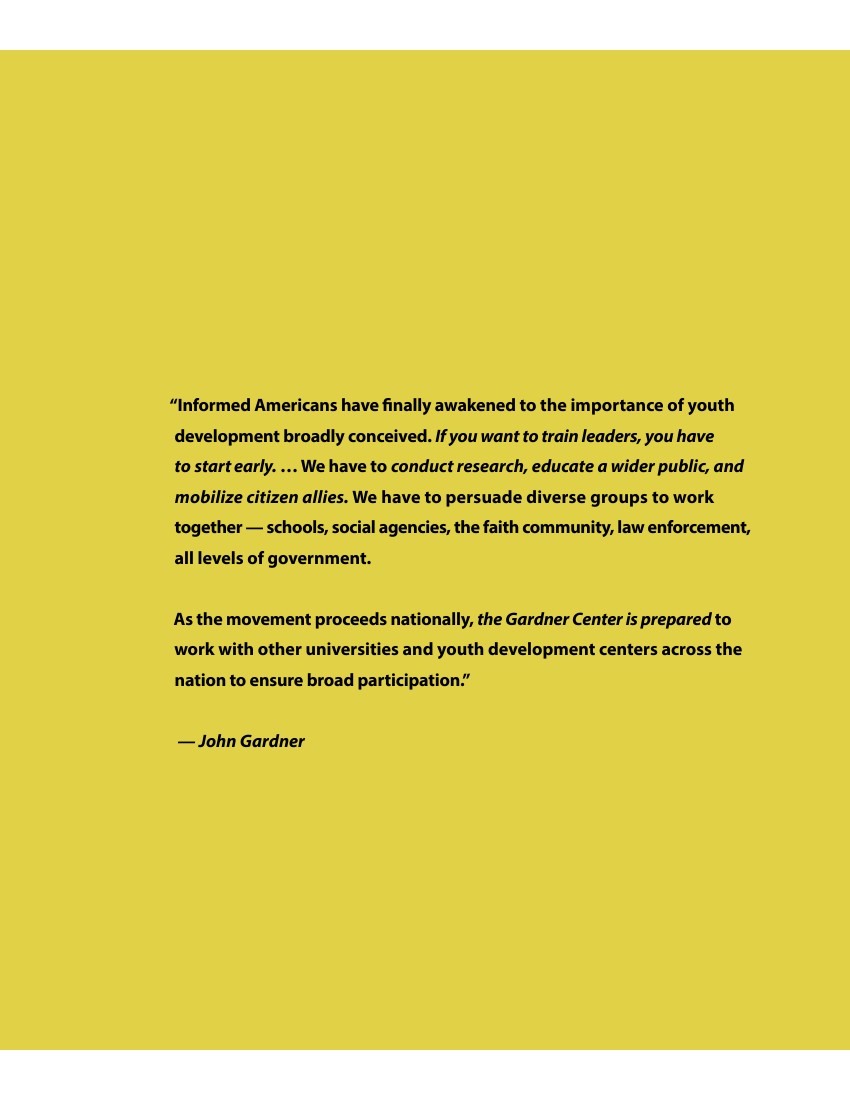 “Informed Americans have finally awakened to the importance of youth
development broadly conceived. If you want to train leaders, you have
to start early. … We have to conduct research, educate a wider public, and
mobilize citizen allies. We have to persuade diverse groups to work
together — schools, social agencies, the faith community, law enforcement,
all levels of government.
As the movement proceeds nationally, the Gardner Center is prepared to
work with other universities and youth development centers across the
nation to ensure broad participation.”
— John Gardner